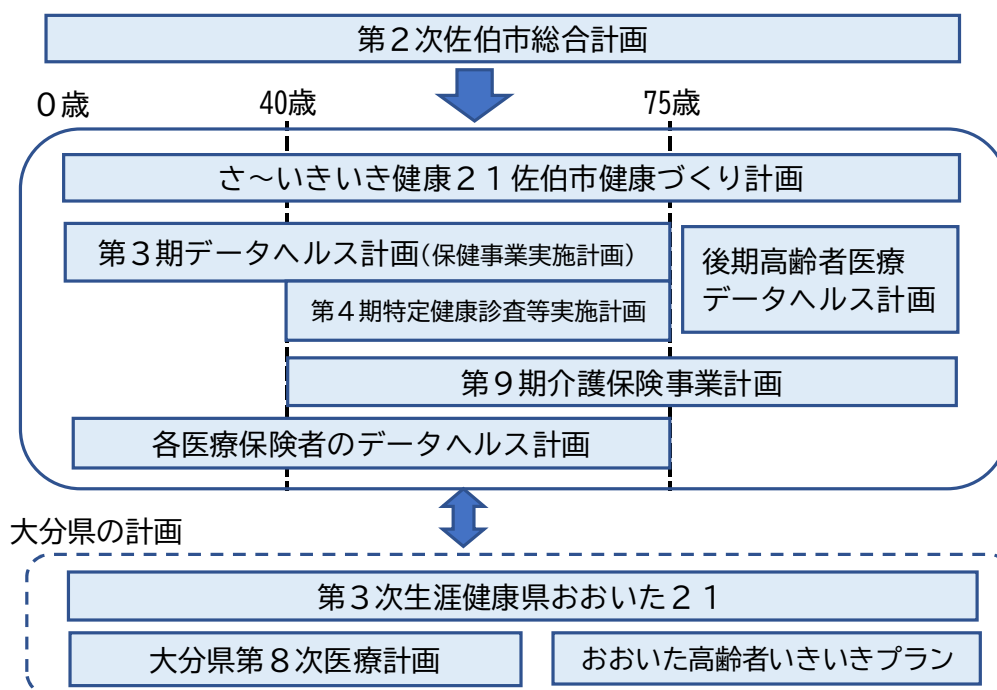 第２次佐伯市総合計画
０歳
40歳
75歳
さ～いきいき健康２１佐伯市健康づくり計画
第３期データヘルス計画(保健事業実施計画)
後期高齢者医療
データヘルス計画
第４期特定健康診査等実施計画
第９期介護保険事業計画
各医療保険者のデータヘルス計画
大分県の計画
第３次生涯健康県おおいた２１
大分県第８次医療計画
おおいた高齢者いきいきプラン